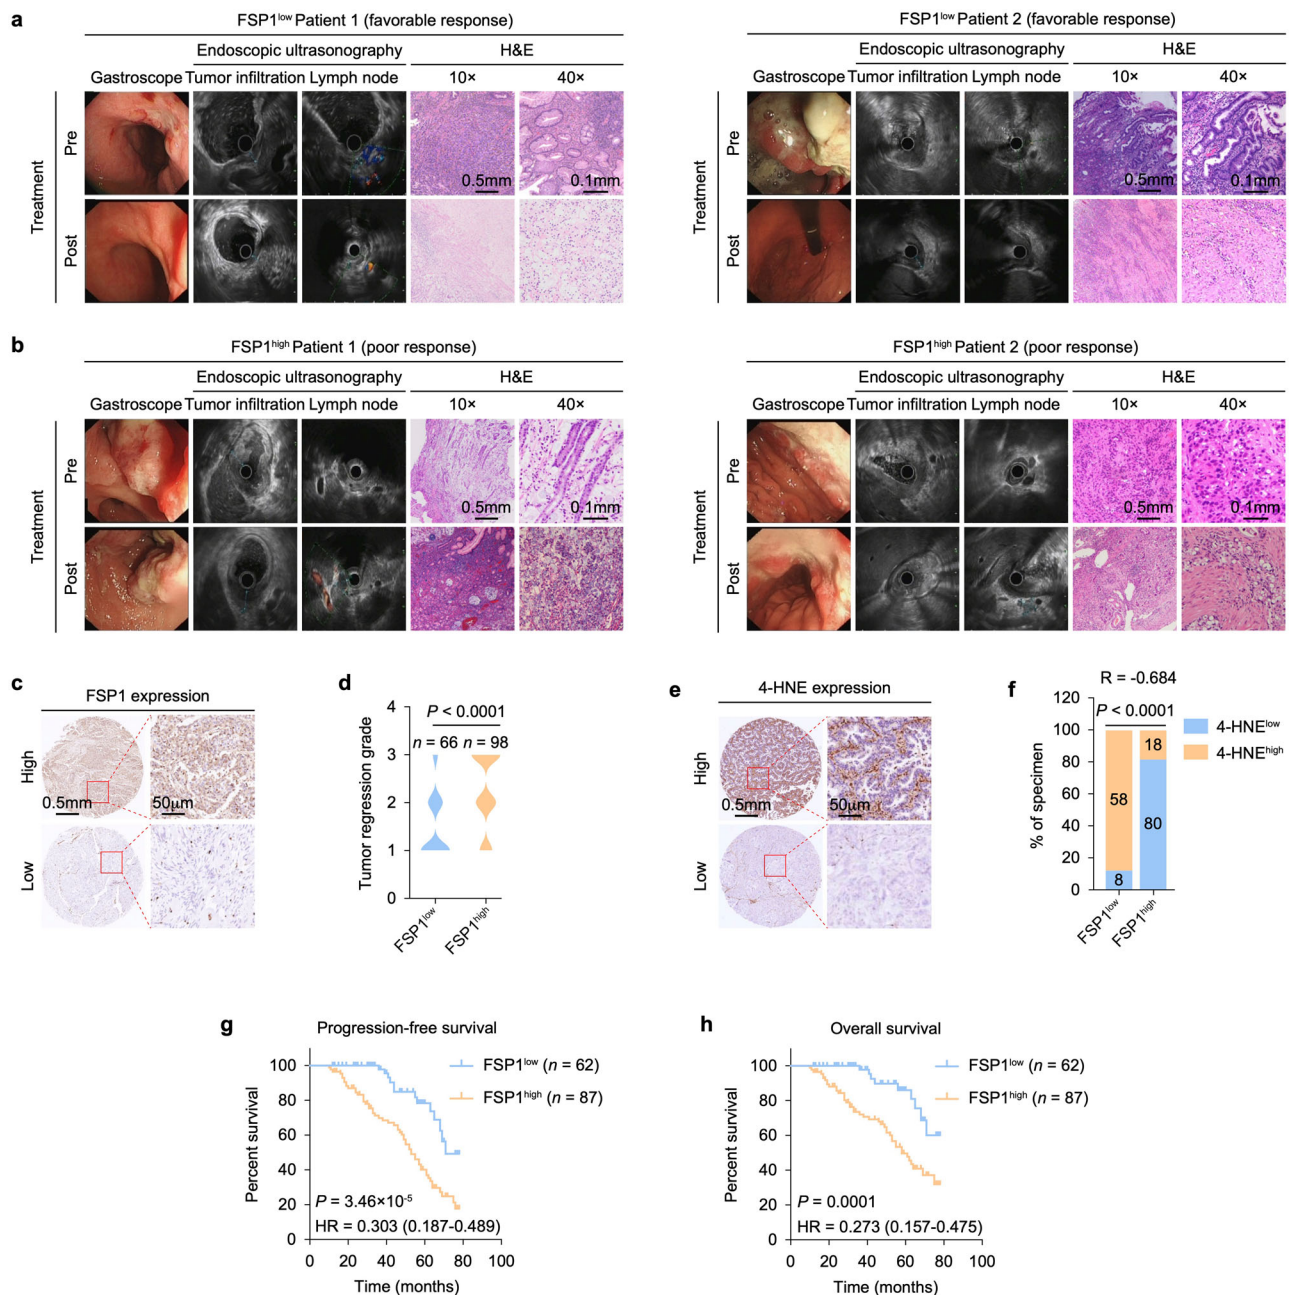 a
FSP1low Patient 1 (favorable response)
Endoscopic ultrasonography H&E
Gastroscope Tumor infiltration Lymph node 10× 40×
Treatment
Pre
0.5mm 0.1mm
Post
FSP1low Patient 2 (favorable response)
Endoscopic ultrasonography H&E
Gastroscope Tumor infiltration Lymph node 10× 40×
Treatment
Pre
0.5mm 0.1mm
Post
b
FSP1high Patient 1 (poor response)
Endoscopic ultrasonography H&E
Gastroscope Tumor infiltration Lymph node 10× 40×
Treatment
Pre
0.5mm 0.1mm
Post
FSP1high Patient 2 (poor response)
Endoscopic ultrasonography H&E
Gastroscope Tumor infiltration Lymph node 10× 40×
Treatment
Pre
0.5mm 0.1mm
Post
c
FSP1 expression
High
0.5mm 50μm
Low
d
Tumor regression grade
4
3
2
1
0
P < 0.0001
n = 66 n = 98
FSP1low FSP1high
e
4-HNE expression
High
0.5mm 50μm
Low
f
R = -0.684
P < 0.0001
% of specimen
120
100
80
60
40
20
0
58
8
18
80
FSP1low FSP1high
4-HNElow
4-HNEhigh
g
Progression-free survival
Percent survival
100
80
60
40
20
0
FSP1low (n = 62)
FSP1high (n = 87)
P = 3.46×10-5
HR = 0.303 (0.187-0.489)
0 20 40 60 80 100
Time (months)
h
Overall survival
Percent survival
100
80
60
40
20
0
FSP1low (n = 62)
FSP1high (n = 87)
P = 0.0001
HR = 0.273 (0.157-0.475)
0 20 40 60 80 100
Time (months)